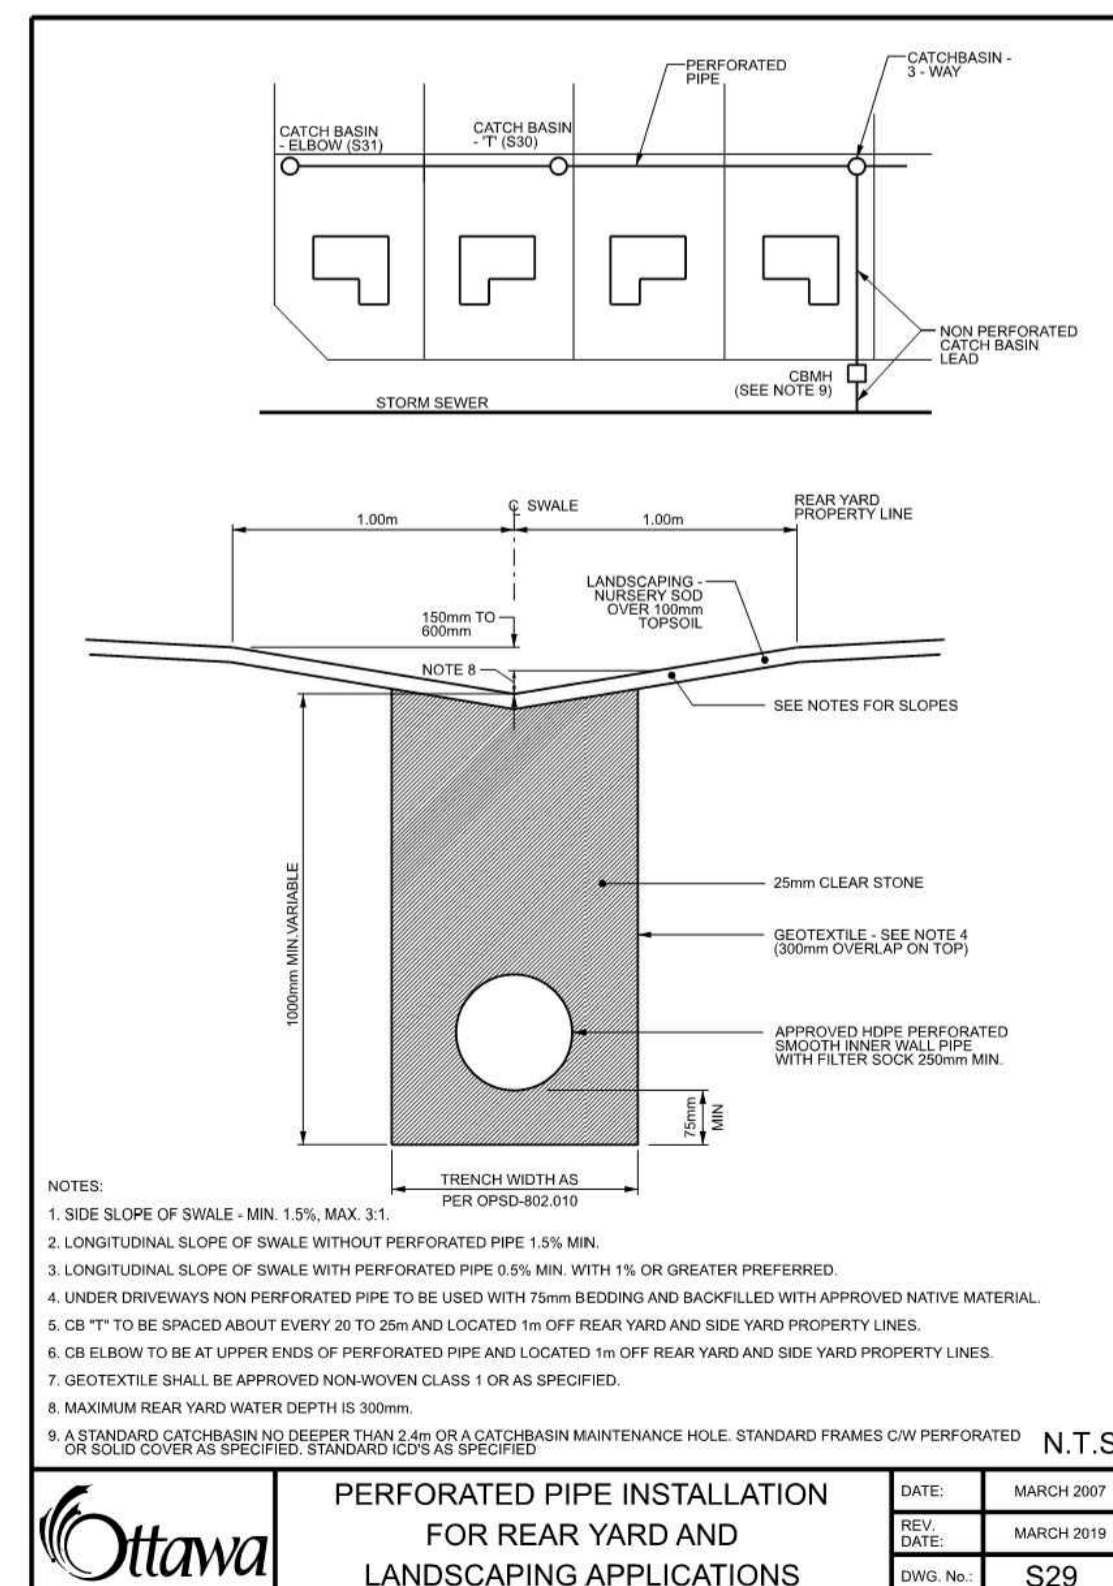 PERFORATED
PIPE
CATCHBASIN -
3 - WAY
CATCH BASIN
- ELBOW (S31)
CATCH BASIN
- 'T' (S30)
NON PERFORATED
CATCH BASIN
LEAD
CBMH
(SEE NOTE 9)
STORM SEWER
℄ SWALE
REAR YARD
PROPERTY LINE
1.00m
1.00m
LANDSCAPING -
NURSERY SOD
OVER 100mm
TOPSOIL
150mm TO
600mm
NOTE 8
SEE NOTES FOR SLOPES
1000mm MIN.VARIABLE
25mm CLEAR STONE
GEOTEXTILE - SEE NOTE 4
(300mm OVERLAP ON TOP)
APPROVED HDPE PERFORATED
SMOOTH INNER WALL PIPE
WITH FILTER SOCK 250mm MIN.
75mm
MIN
TRENCH WIDTH AS
PER OPSD-802.010
NOTES:
1. SIDE SLOPE OF SWALE - MIN. 1.5%, MAX. 3:1.
2. LONGITUDINAL SLOPE OF SWALE WITHOUT PERFORATED PIPE 1.5% MIN.
3. LONGITUDINAL SLOPE OF SWALE WITH PERFORATED PIPE 0.5% MIN. WITH 1% OR GREATER PREFERRED.
4. UNDER DRIVEWAYS NON PERFORATED PIPE TO BE USED WITH 75mm BEDDING AND BACKFILLED WITH APPROVED NATIVE MATERIAL.
5. CB "T" TO BE SPACED ABOUT EVERY 20 TO 25m AND LOCATED 1m OFF REAR YARD AND SIDE YARD PROPERTY LINES.
6. CB ELBOW TO BE AT UPPER ENDS OF PERFORATED PIPE AND LOCATED 1m OFF REAR YARD AND SIDE YARD PROPERTY LINES.
7. GEOTEXTILE SHALL BE APPROVED NON-WOVEN CLASS 1 OR AS SPECIFIED.
8. MAXIMUM REAR YARD WATER DEPTH IS 300mm.
9. A STANDARD CATCHBASIN NO DEEPER THAN 2.4m OR A CATCHBASIN MAINTENANCE HOLE. STANDARD FRAMES C/W PERFORATED
OR SOLID COVER AS SPECIFIED. STANDARD ICD'S AS SPECIFIED
N.T.S
Ottawa
PERFORATED PIPE INSTALLATION
FOR REAR YARD AND
LANDSCAPING APPLICATIONS
DATE: MARCH 2007
REV.
DATE: MARCH 2019
DWG. No.: S29